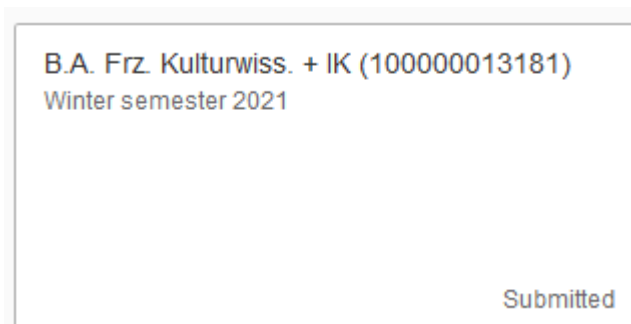 B.A. Frz. Kulturwiss. + IK (100000013181)
Winter semester 2021
Submitted